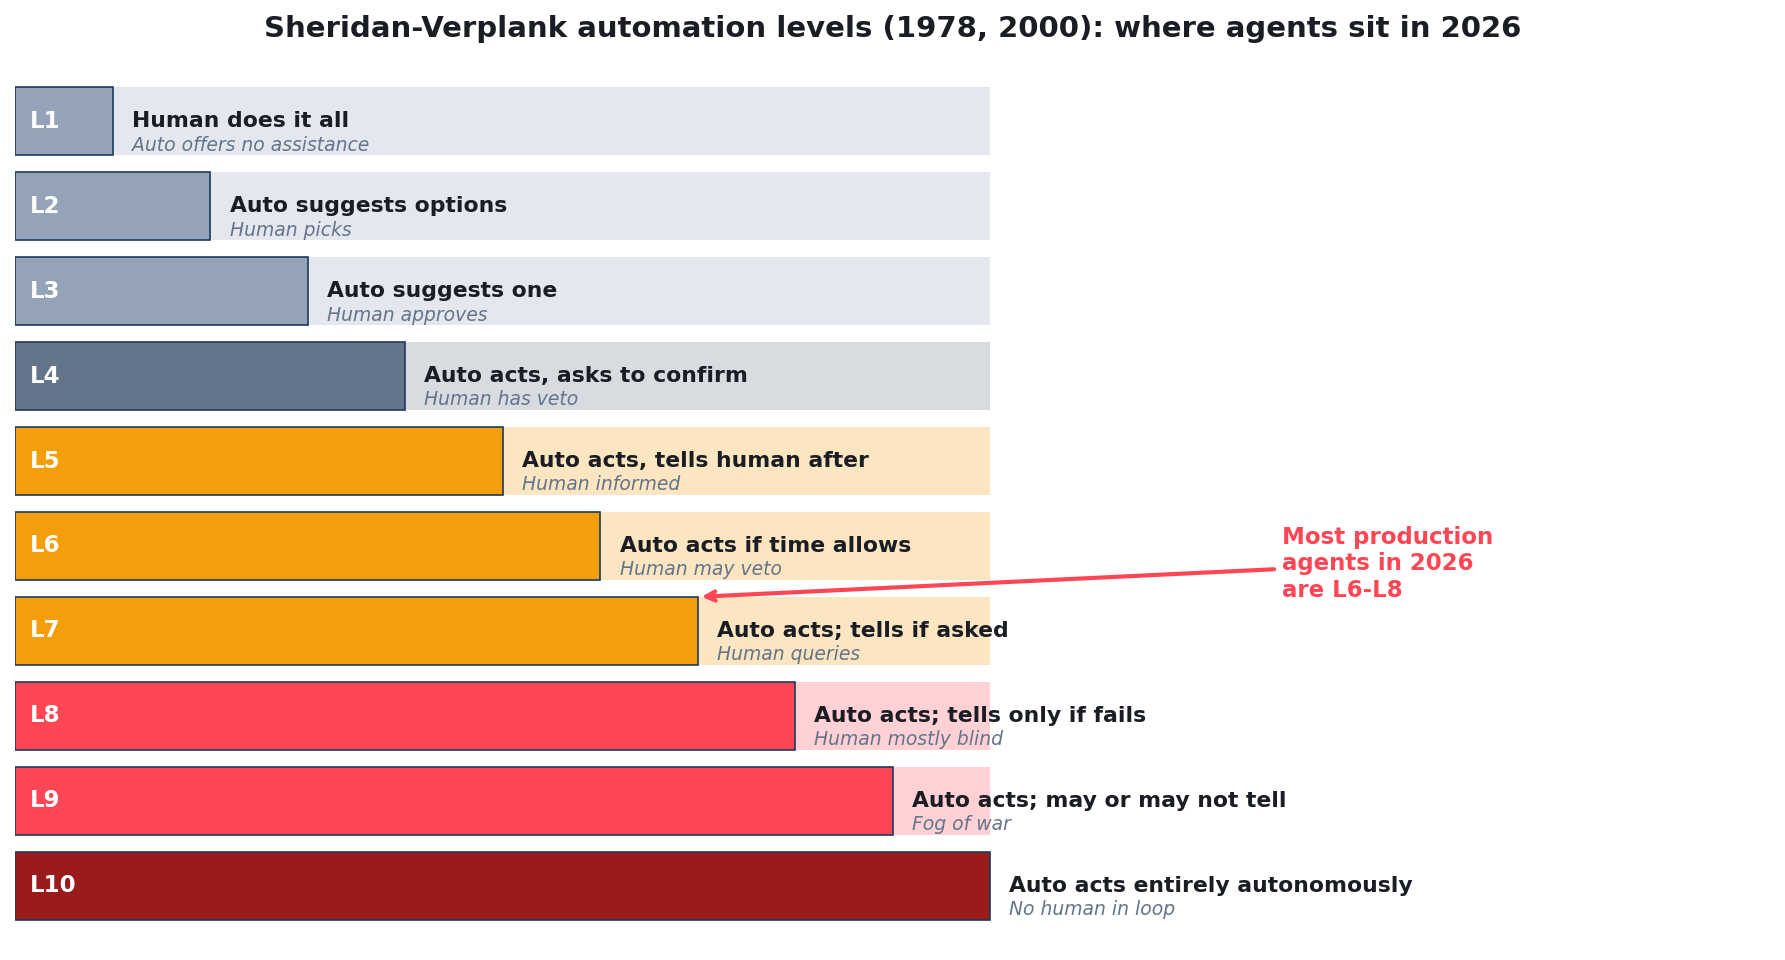 Sheridan-Verplank automation levels (1978, 2000): where agents sit in 2026
L1
Human does it all
Auto offers no assistance
L2
Auto suggests options
Human picks
L3
Auto suggests one
Human approves
L4
Auto acts, asks to confirm
Human has veto
L5
Auto acts, tells human after
Human informed
L6
Auto acts if time allows
Human may veto
Most production
agents in 2026
are L6-L8
L7
Auto acts; tells if asked
Human queries
L8
Auto acts; tells only if fails
Human mostly blind
L9
Auto acts; may or may not tell
Fog of war
L10
Auto acts entirely autonomously
No human in loop